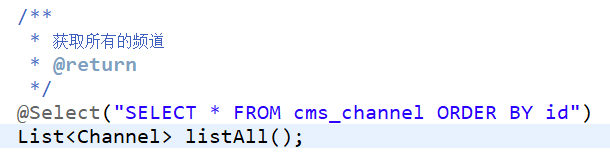 /**
 * 获取所有的频道
 * @return
 */
@Select("SELECT * FROM cms_channel ORDER BY id")
List<Channel> listAll();